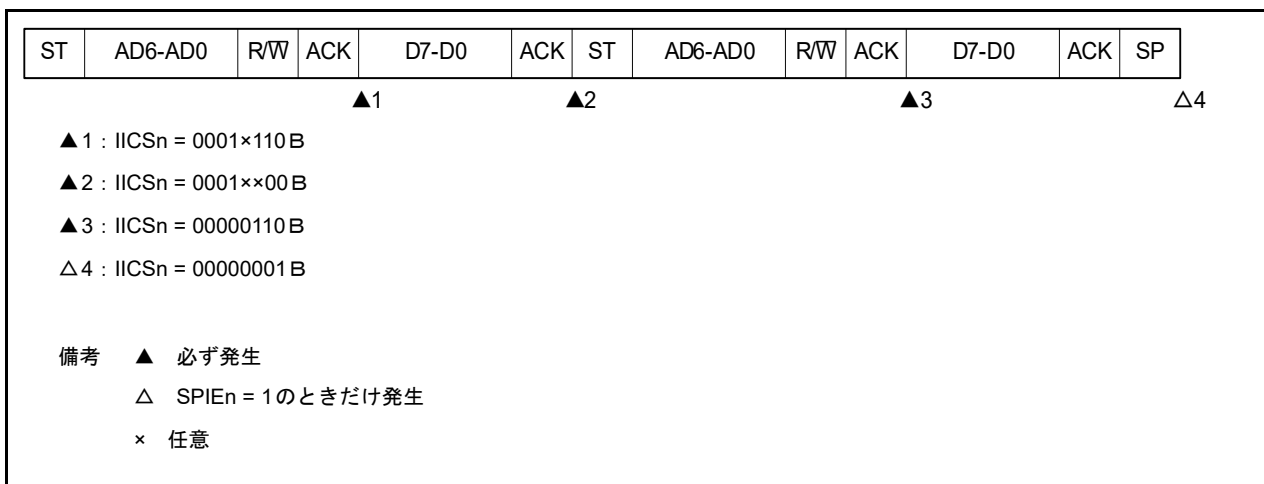 ST AD6-AD0 R/W ACK D7-D0 ACK ST AD6-AD0 R/W ACK D7-D0 ACK SP
▲1 ▲2 ▲3 △4
▲1：IICSn = 0001×110B
▲2：IICSn = 0001××00B
▲3：IICSn = 00000110B
△4：IICSn = 00000001B
備考 ▲ 必ず発生
△ SPIEn = 1のときだけ発生
× 任意